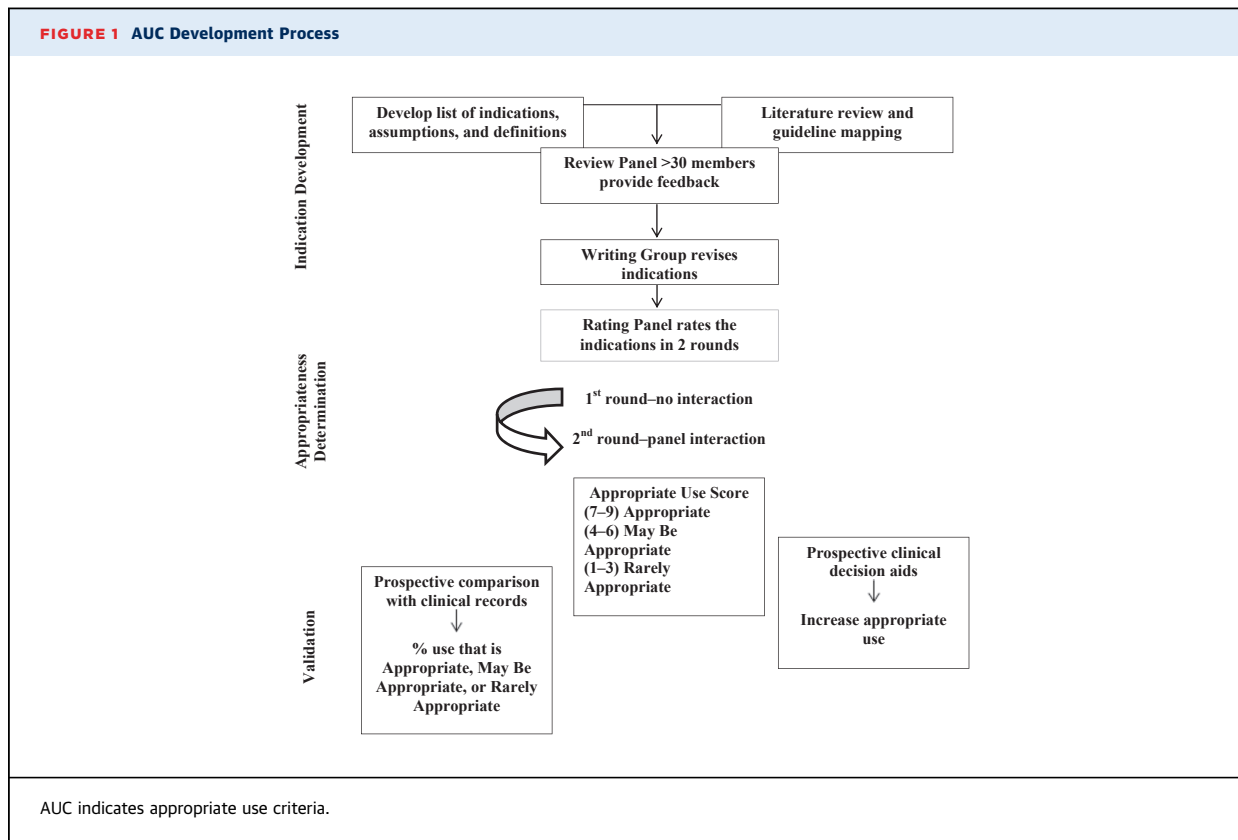 FIGURE 1 AUC Development Process
Indication Development
Develop list of indications,
assumptions, and definitions
Literature review and
guideline mapping
Review Panel >30 members
provide feedback
Writing Group revises
indications
Appropriateness
Determination
Rating Panel rates the
indications in 2 rounds
1st round–no interaction
2nd round–panel interaction
Validation
Appropriate Use Score
(7–9) Appropriate
(4–6) May Be
Appropriate
(1–3) Rarely
Appropriate
Prospective comparison
with clinical records
% use that is
Appropriate, May Be
Appropriate, or Rarely
Appropriate
Prospective clinical
decision aids
Increase appropriate
use
AUC indicates appropriate use criteria.